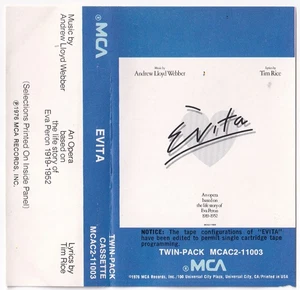 Music by
Andrew Lloyd Webber
An Opera
based on
the life story of
Eva Peron 1919-1952
Lyrics by
Tim Rice
(Selections Printed On Inside Panel)
℗1976 MCA RECORDS, INC.
MCA
EVITA
TWIN-PACK
CASSETTE
MCAC2-11003
Music by
Andrew Lloyd Webber
2
Lyrics by
Tim Rice
Evita
An opera
based on
the life story of
Eva Peron
1919-1952
NOTICE: The tape configurations of "EVITA"
have been edited to permit single cartridge tape
programming.
TWIN-PACK MCAC2-11003
MCA
©1976 MCA Records, Inc./100 Universal City Plaza, Universal City, CA/Printed in USA